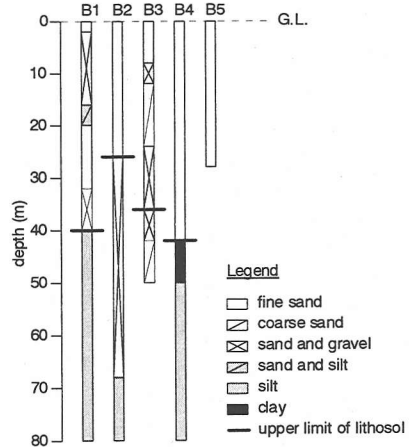 B1 B2 B3 B4 B5
G.L.
0
10
20
30
40
50
60
70
80
depth (m)
Legend
fine sand
coarse sand
sand and gravel
sand and silt
silt
clay
upper limit of lithosol